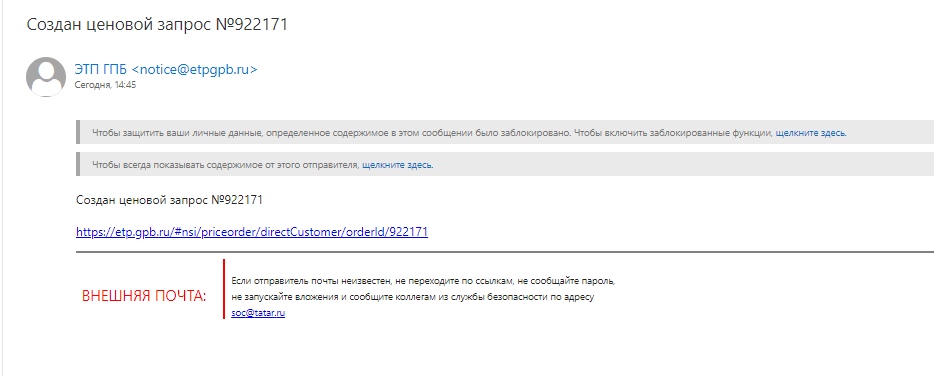 Создан ценовой запрос №922171
ЭТП ГПБ <notice@etpgpb.ru>
Сегодня, 14:45
Чтобы защитить ваши личные данные, определенное содержимое в этом сообщении было заблокировано. Чтобы включить заблокированные функции, щелкните здесь.
Чтобы всегда показывать содержимое от этого отправителя, щелкните здесь.
Создан ценовой запрос №922171
https://etp.gpb.ru/#nsi/priceorder/directCustomer/orderId/922171
ВНЕШНЯЯ ПОЧТА:
Если отправитель почты неизвестен, не переходите по ссылкам, не сообщайте пароль,
не запускайте вложения и сообщите коллегам из службы безопасности по адресу
soc@tatar.ru